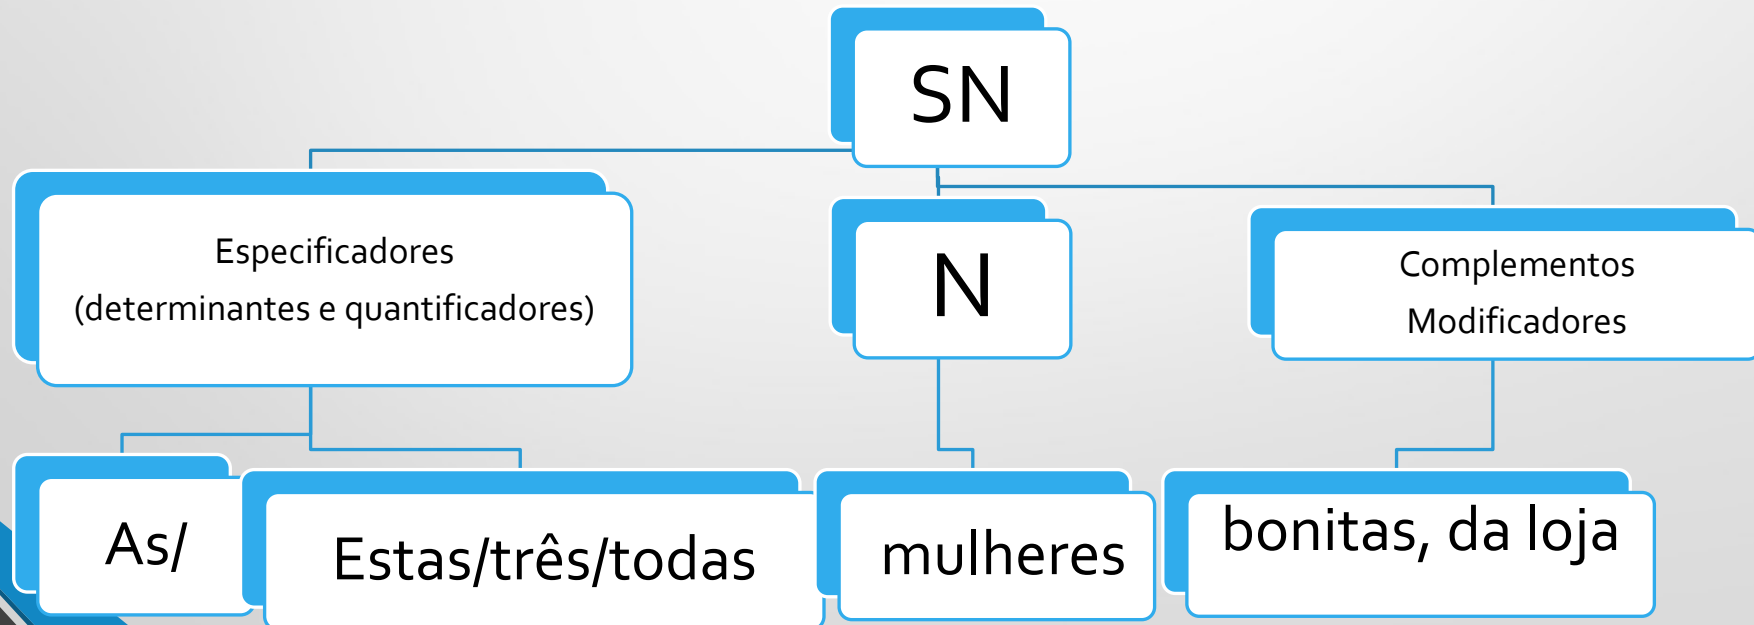 SN
Especificadores
(determinantes e quantificadores)
N
Complementos
Modificadores
As/
Estas/três/todas
mulheres
bonitas, da loja